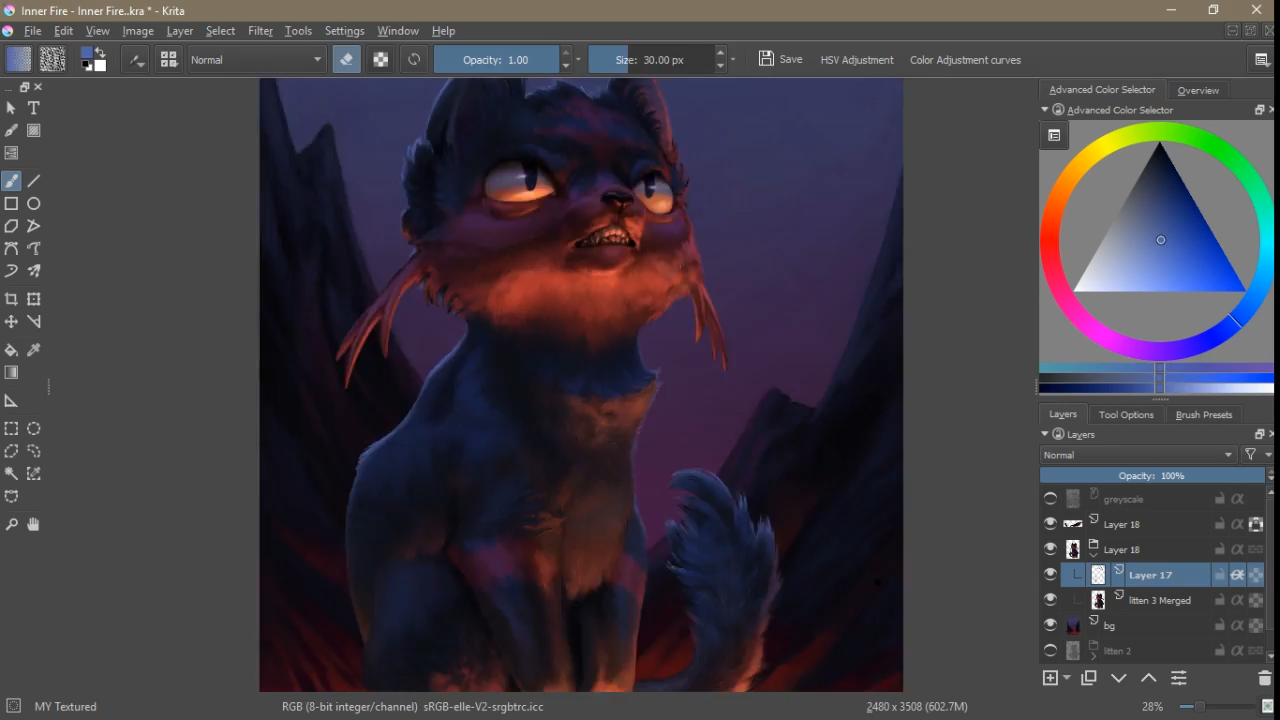 Inner Fire - Inner Fire..kra * - Krita
File Edit View Image Layer Select Filter Tools Settings Window Help
Normal Opacity: 1.00 Size: 30.00 px Save HSV Adjustment Color Adjustment curves
Advanced Color Selector Overview
Advanced Color Selector
Layers Tool Options Brush Presets
Layers
Normal
Opacity: 100%
greyscale
Layer 18
Layer 18
Layer 17
litten 3 Merged
bg
litten 2
MY Textured RGB (8-bit integer/channel) sRGB-elle-V2-srgbtrc.icc 2480 x 3508 (602.7M) 28%